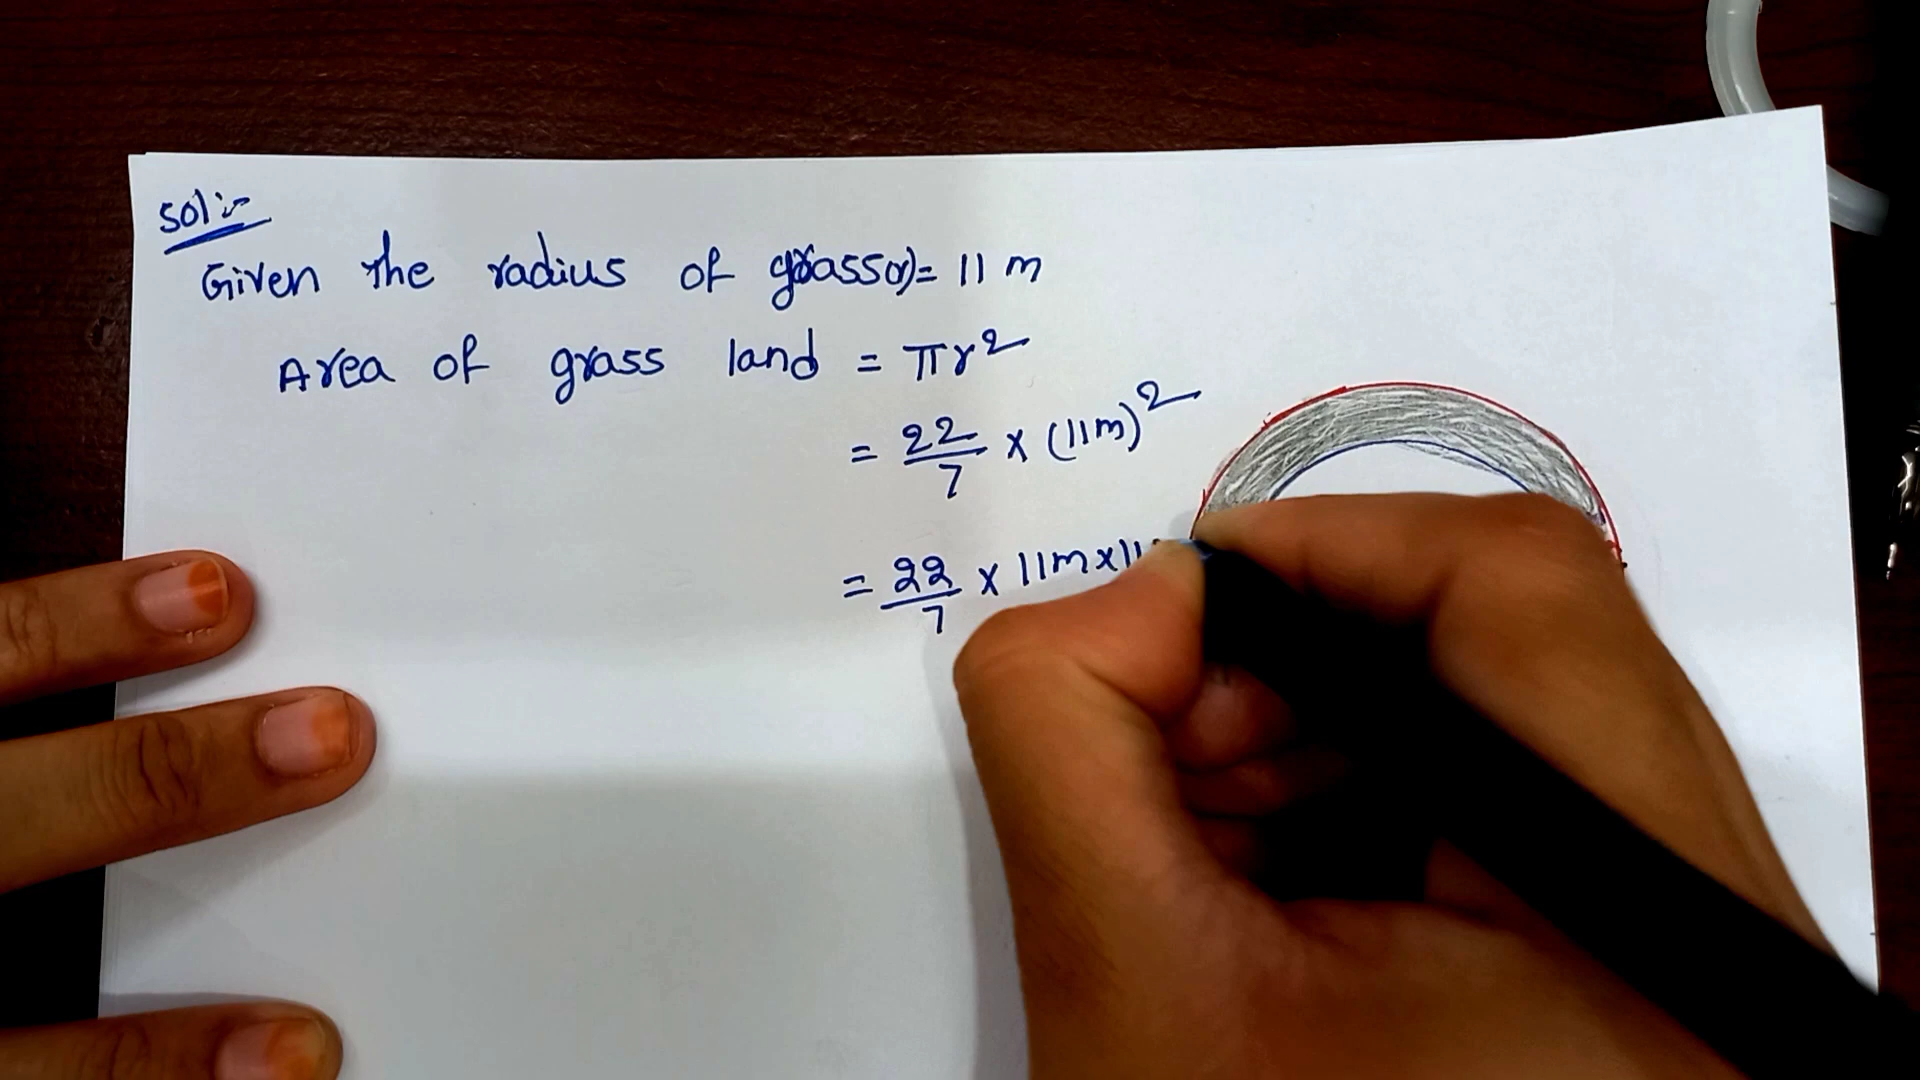 Sol:-
Given the radius of grass(r)= 11 m
Area of grass land = πr²
= 22/7 × (11m)²
= 22/7 × 11m×11